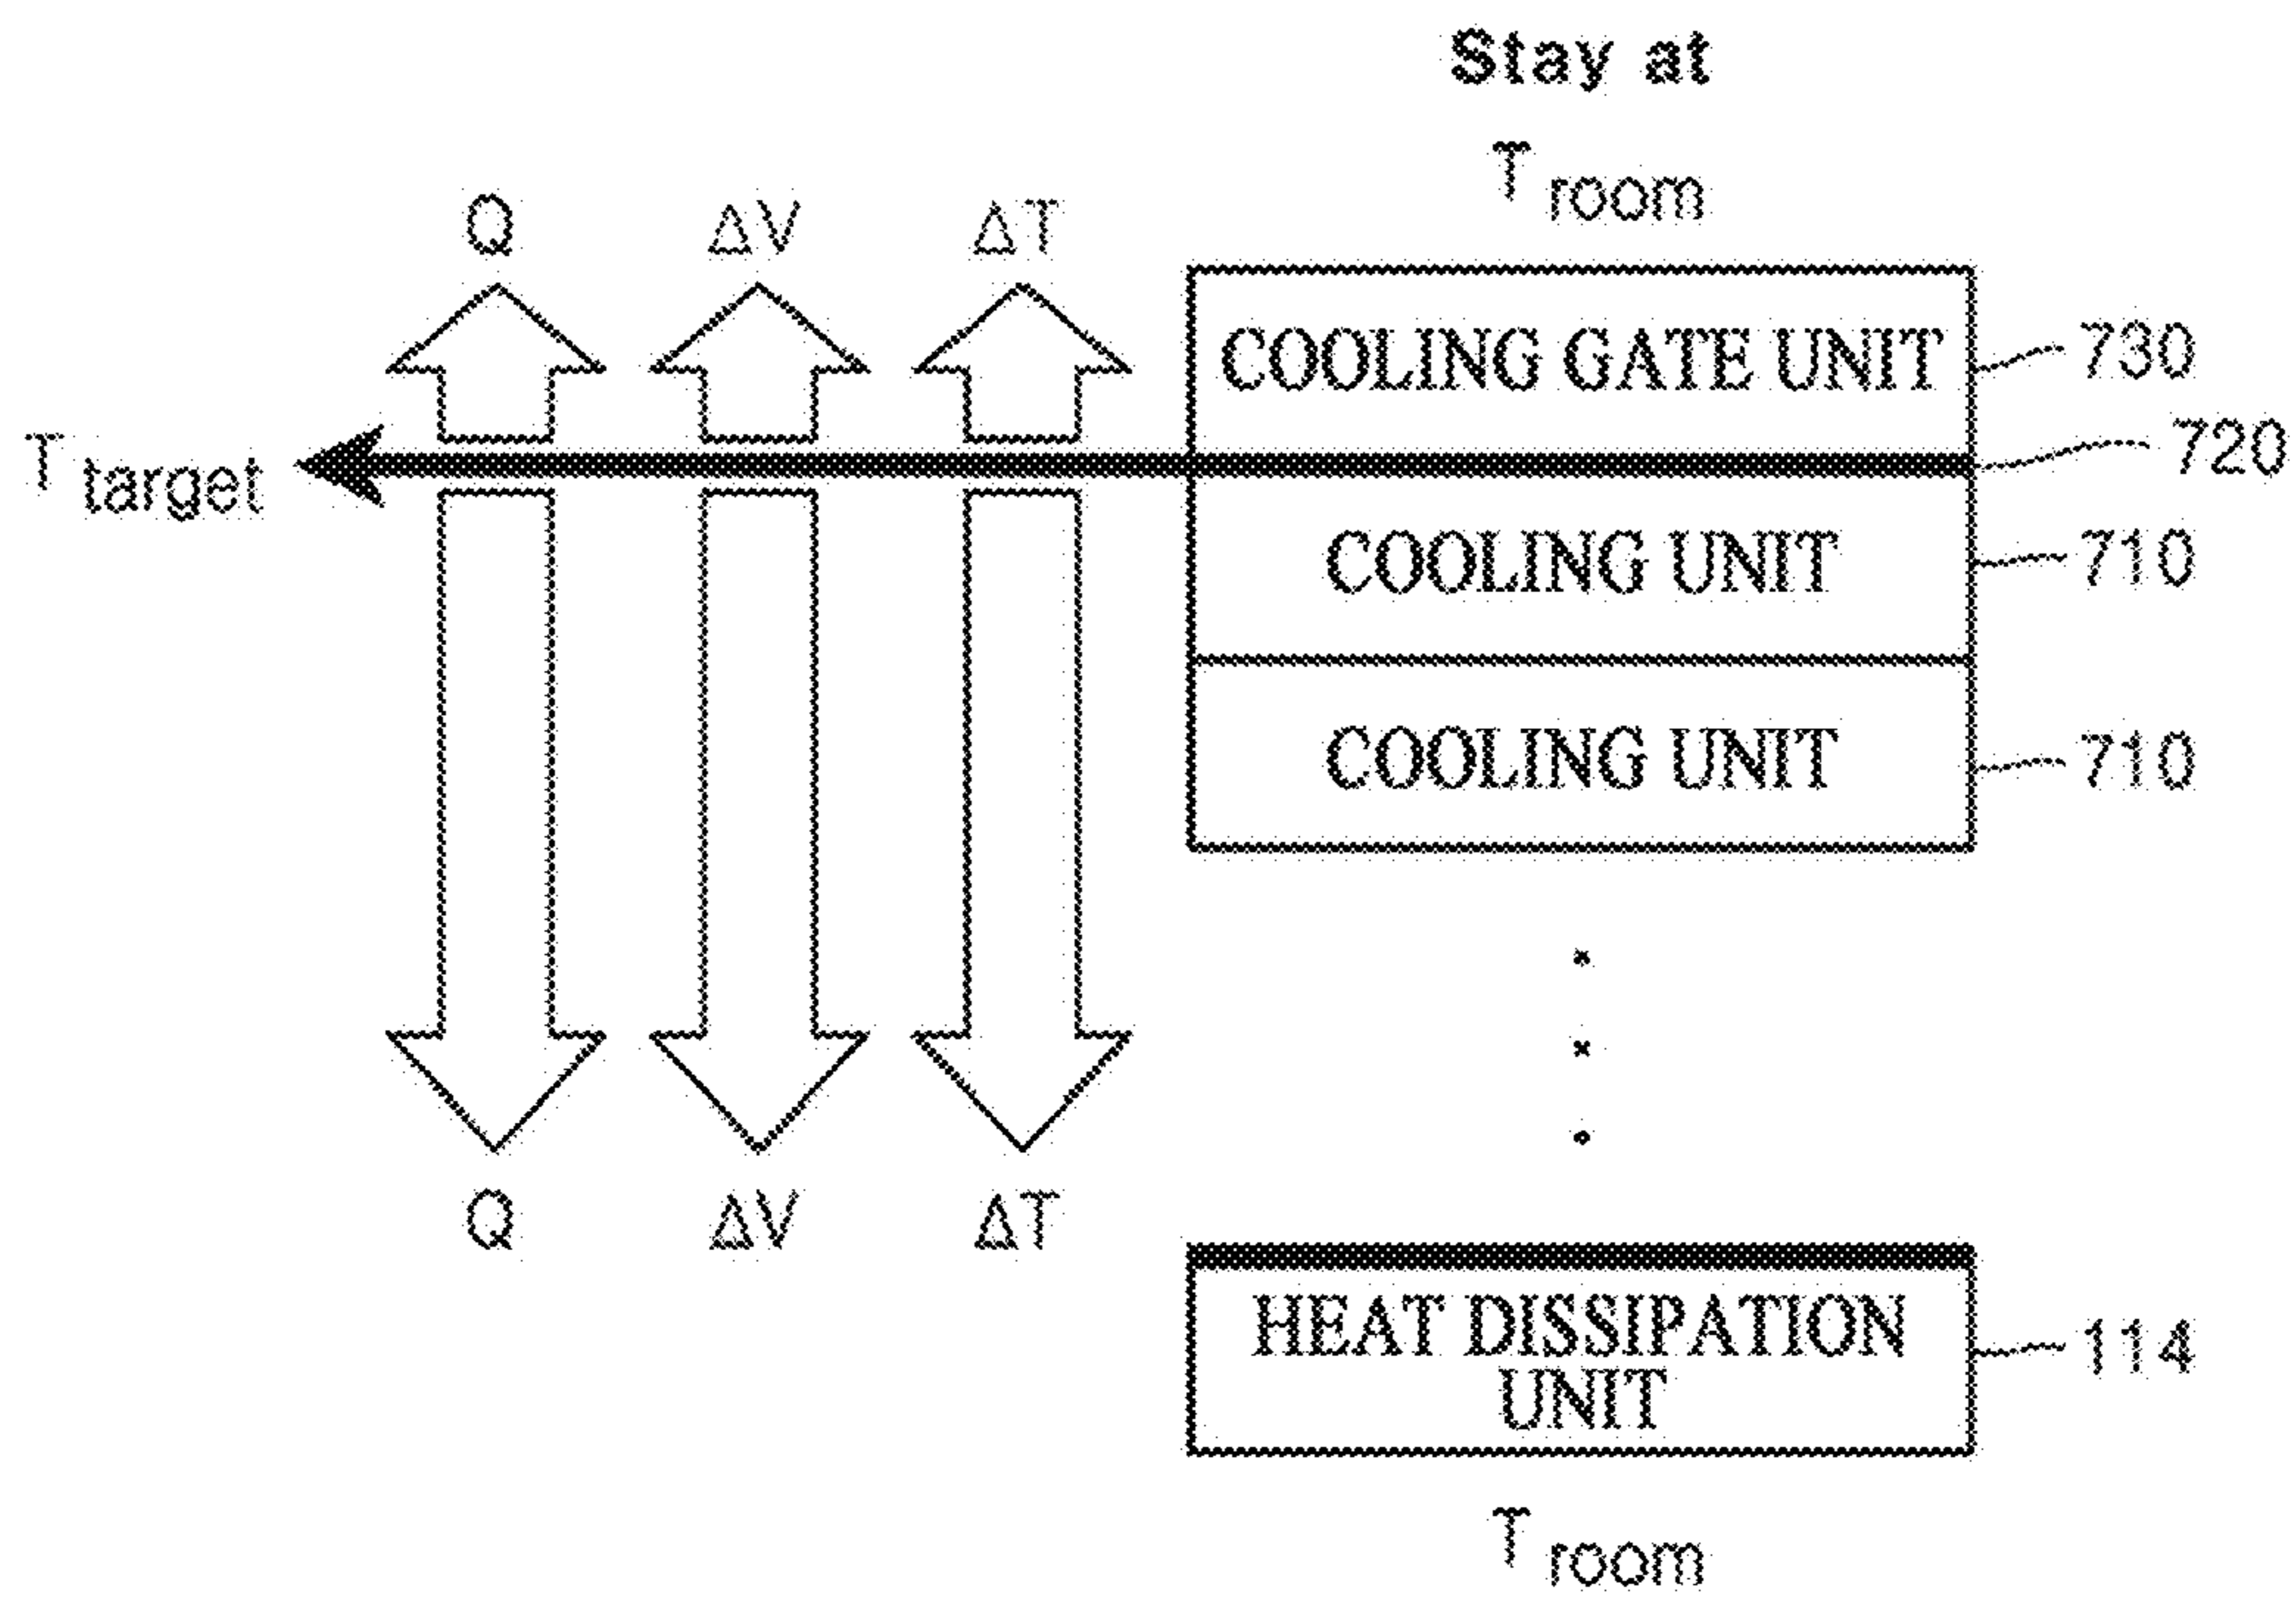 Stay at
T room
Q ΔV ΔT
COOLING GATE UNIT 730
T target
720
COOLING UNIT 710
COOLING UNIT 710
Q ΔV ΔT
HEAT DISSIPATION
UNIT
114
T room